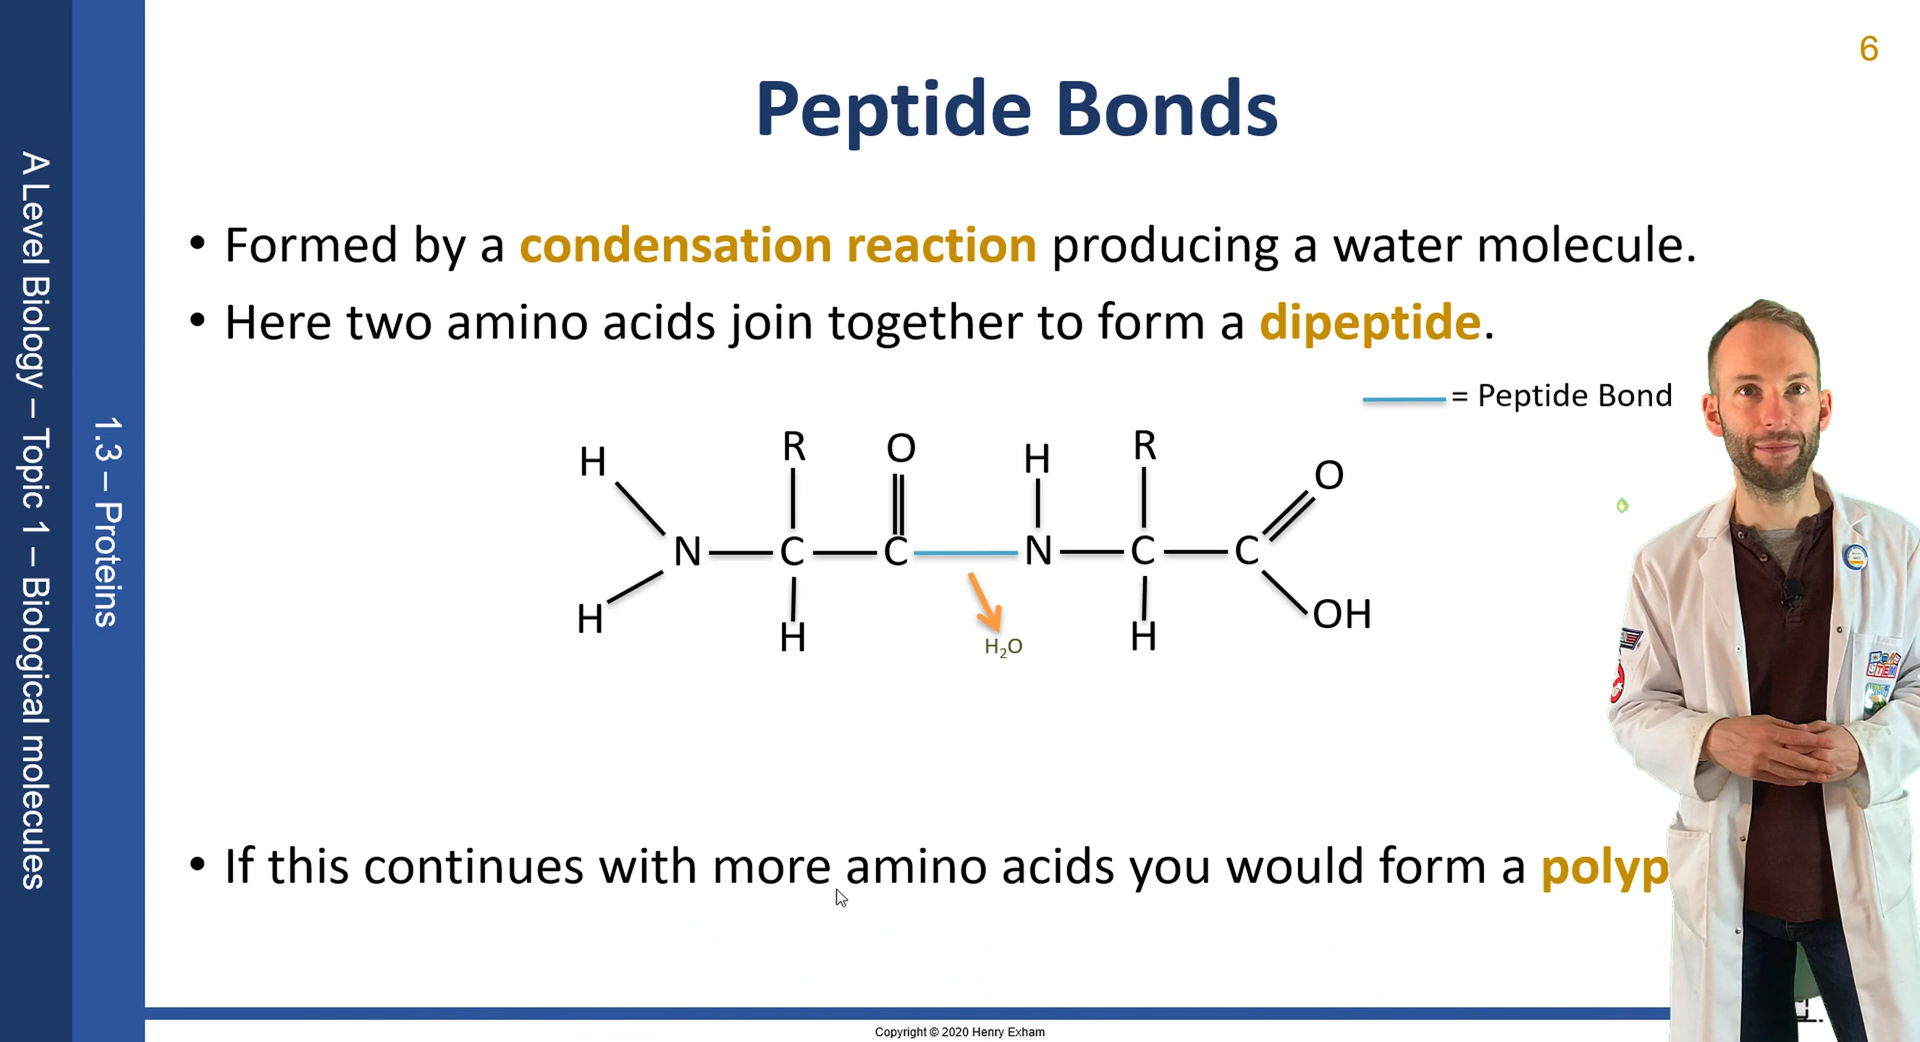 6
Peptide Bonds
• Formed by a condensation reaction producing a water molecule.
• Here two amino acids join together to form a dipeptide.
= Peptide Bond
H R O H R O
N C C N C C
H H H₂O H OH
• If this continues with more amino acids you would form a polyp
A Level Biology – Topic 1 – Biological molecules
1.3 – Proteins
STEM
Copyright © 2020 Henry Exham